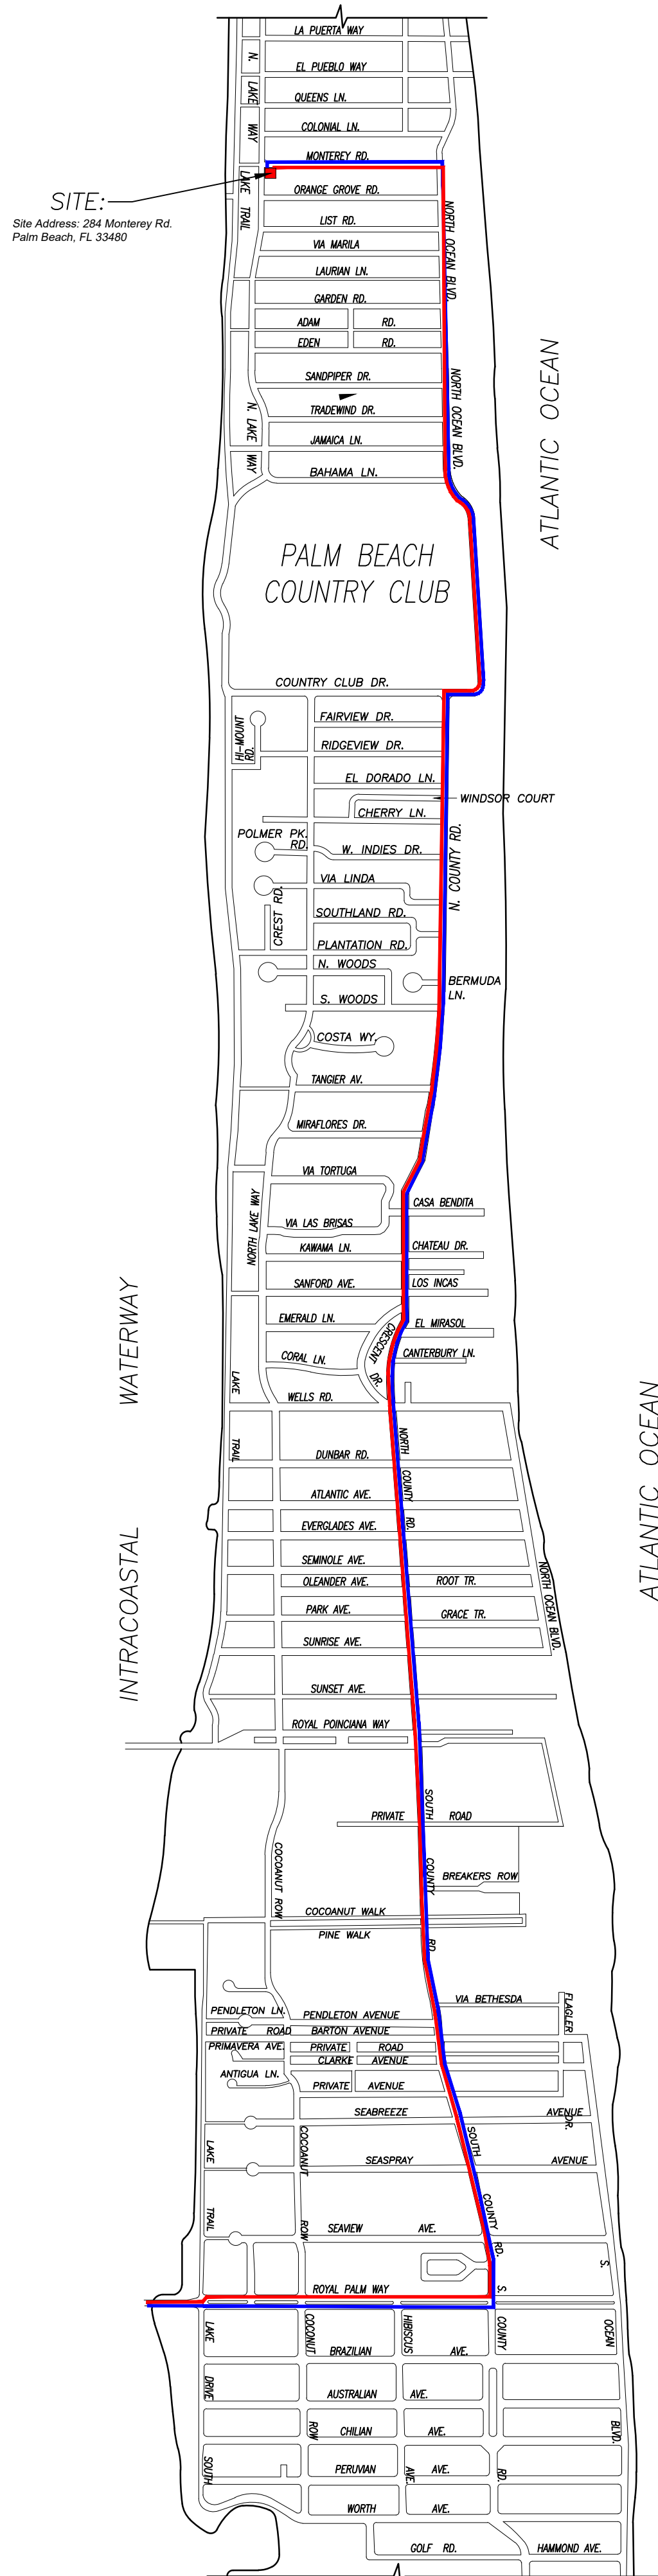 LA PUERTA WAY
N. LAKE WAY
EL PUEBLO WAY
QUEENS LN.
COLONIAL LN.
MONTEREY RD.
SITE:
Site Address: 284 Monterey Rd.
Palm Beach, FL 33480
LAKE TRAIL
ORANGE GROVE RD.
LIST RD.
NORTH OCEAN BLVD.
VIA MARILA
LAURIAN LN.
GARDEN RD.
ADAM RD.
EDEN RD.
ATLANTIC OCEAN
SANDPIPER DR.
NORTH OCEAN BLVD.
TRADEWIND DR.
N. LAKE WAY
JAMAICA LN.
BAHAMA LN.
PALM BEACH
COUNTRY CLUB
COUNTRY CLUB DR.
FAIRVIEW DR.
HI-MOUNT
RD.
RIDGEVIEW DR.
EL DORADO LN.
WINDSOR COURT
CHERRY LN.
N. COUNTY RD.
POLMER PK.
RD.
W. INDIES DR.
VIA LINDA
CREST RD.
SOUTHLAND RD.
PLANTATION RD.
N. WOODS
BERMUDA
LN.
S. WOODS
COSTA WY.
TANGIER AV.
MIRAFLORES DR.
VIA TORTUGA
NORTH LAKE WAY
CASA BENDITA
VIA LAS BRISAS
KAWAMA LN.
CHATEAU DR.
SANFORD AVE.
LOS INCAS
WATERWAY
EMERALD LN.
EL MIRASOL
CRESCENT DR.
CORAL LN.
CANTERBURY LN.
LAKE TRAIL
WELLS RD.
ATLANTIC OCEAN
NORTH COUNTY RD.
DUNBAR RD.
ATLANTIC AVE.
EVERGLADES AVE.
INTRACOASTAL
SEMINOLE AVE.
NORTH OCEAN BLVD.
OLEANDER AVE.
ROOT TR.
PARK AVE.
GRACE TR.
SUNRISE AVE.
SUNSET AVE.
ROYAL POINCIANA WAY
SOUTH COUNTY RD.
PRIVATE ROAD
COCOANUT ROW
BREAKERS ROW
COCOANUT WALK
PINE WALK
VIA BETHESDA
FLAGLER DR.
PENDLETON LN.
PENDLETON AVENUE
PRIVATE ROAD
BARTON AVENUE
PRIMAVERA AVE.
PRIVATE ROAD
CLARKE AVENUE
ANTIGUA LN.
PRIVATE AVENUE
SEABREEZE AVENUE
LAKE TRAIL
COCOANUT ROW
SOUTH COUNTY RD.
SEASPRAY AVENUE
SEAVIEW AVE.
S. OCEAN BLVD.
ROYAL PALM WAY
S. COUNTY RD.
LAKE DRIVE SOUTH
COCONUT ROW
HIBISCUS AVE.
BRAZILIAN AVE.
AUSTRALIAN AVE.
CHILIAN AVE.
PERUVIAN AVE.
WORTH AVE.
GOLF RD.
HAMMOND AVE.